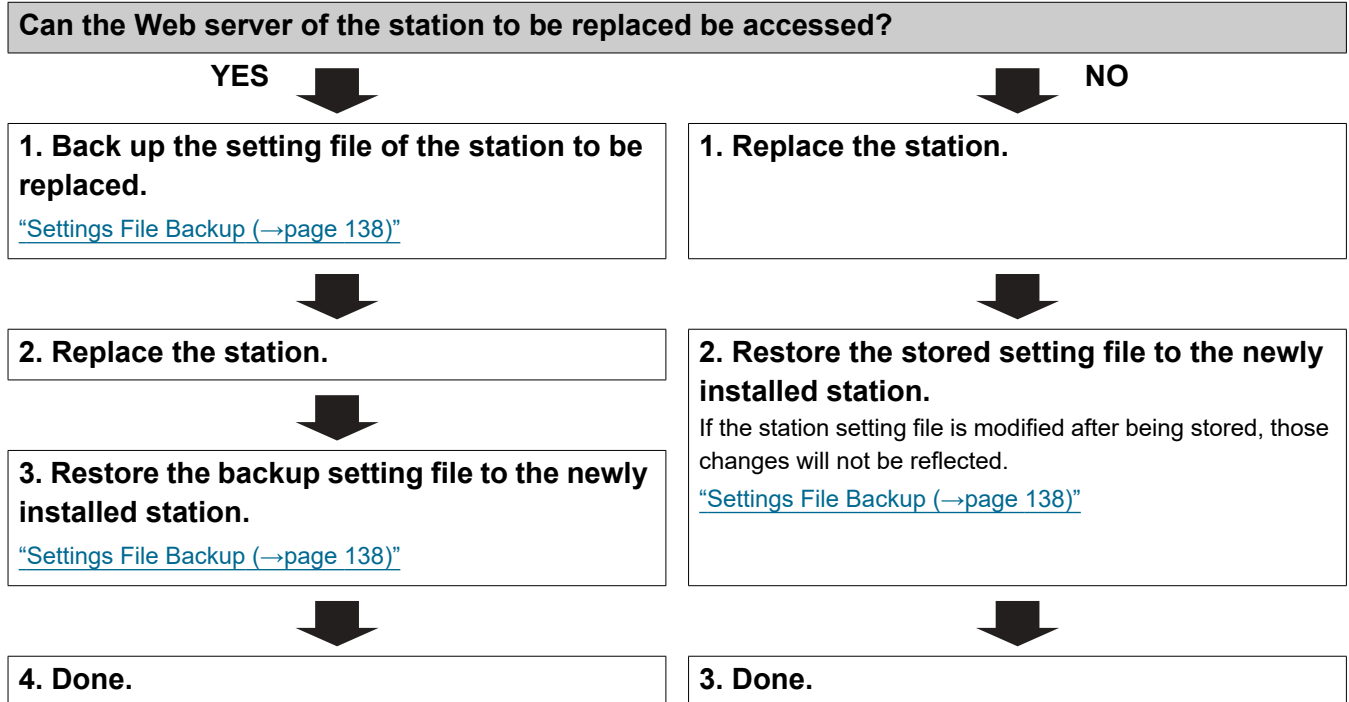 Can the Web server of the station to be replaced be accessed?
YES
NO
1. Back up the setting file of the station to be
replaced.
“Settings File Backup (→page 138)”
2. Replace the station.
3. Restore the backup setting file to the newly
installed station.
“Settings File Backup (→page 138)”
4. Done.
1. Replace the station.
2. Restore the stored setting file to the newly
installed station.
If the station setting file is modified after being stored, those
changes will not be reflected.
“Settings File Backup (→page 138)”
3. Done.